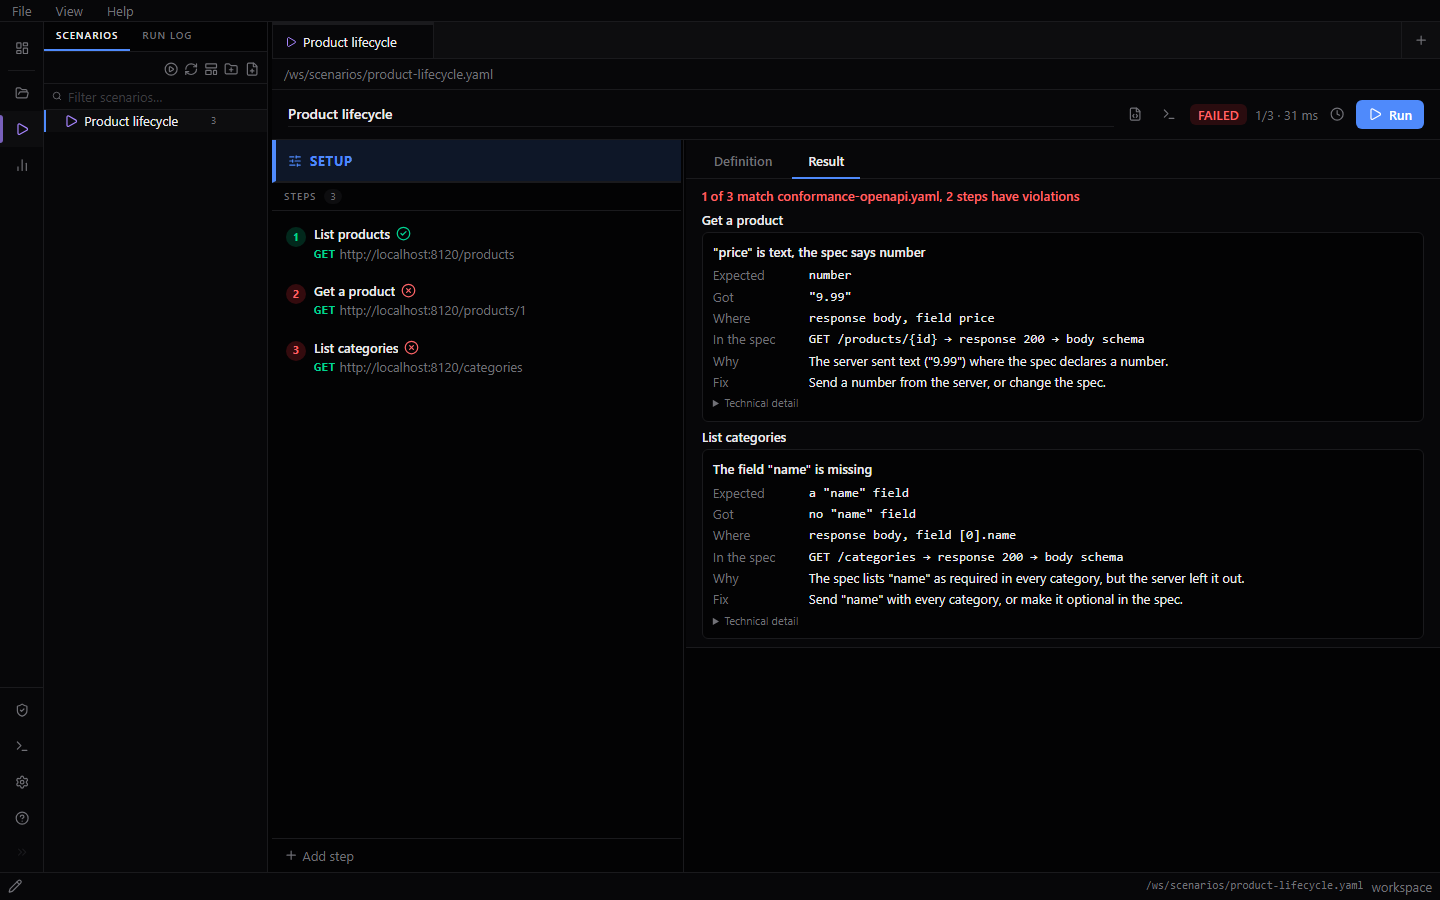 File View Help
SCENARIOS RUN LOG
Filter scenarios...
Product lifecycle 3
Product lifecycle
/ws/scenarios/product-lifecycle.yaml
Product lifecycle
FAILED 1/3 · 31 ms Run
SETUP
STEPS 3
1 List products
GET http://localhost:8120/products
2 Get a product
GET http://localhost:8120/products/1
3 List categories
GET http://localhost:8120/categories
Add step
Definition Result
1 of 3 match conformance-openapi.yaml, 2 steps have violations
Get a product
"price" is text, the spec says number
Expected number
Got "9.99"
Where response body, field price
In the spec GET /products/{id} → response 200 → body schema
Why The server sent text ("9.99") where the spec declares a number.
Fix Send a number from the server, or change the spec.
Technical detail
List categories
The field "name" is missing
Expected a "name" field
Got no "name" field
Where response body, field [0].name
In the spec GET /categories → response 200 → body schema
Why The spec lists "name" as required in every category, but the server left it out.
Fix Send "name" with every category, or make it optional in the spec.
Technical detail
/ws/scenarios/product-lifecycle.yaml workspace